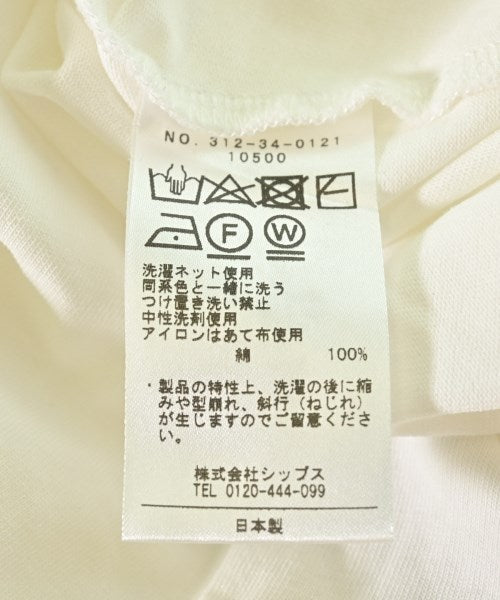 NO. 312-34-0121
10500
F W
洗濯ネット使用
同系色と一緒に洗う
つけ置き洗い禁止
中性洗剤使用
アイロンはあて布使用
綿 100%
・製品の特性上、洗濯の後に縮
みや型崩れ、斜行（ねじれ）
が生じますのでご留意くださ
い。
株式会社シップス
TEL 0120-444-099
日本製